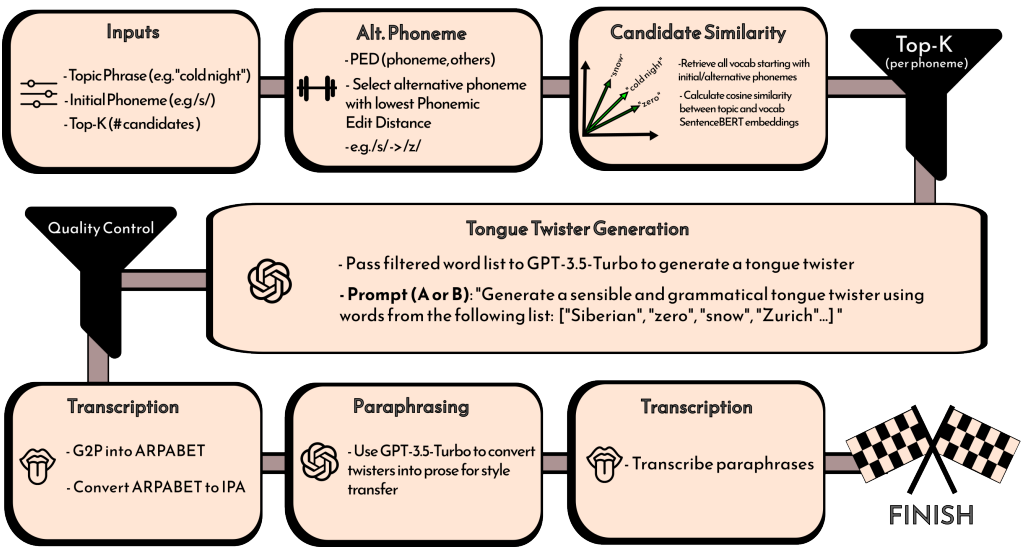 Inputs
- Topic Phrase (e.g. "cold night")
- Initial Phoneme (e.g /s/)
- Top-K (# candidates)
Alt. Phoneme
- PED (phoneme, others)
- Select alternative phoneme
with lowest Phonemic
Edit Distance
- e.g. /s/ -> /z/
Candidate Similarity
"snow"
"cold night"
"zero"
- Retrieve all vocab starting with
initial/alternative phonemes
- Calculate cosine similarity
between topic and vocab
SentenceBERT embeddings
Top-K
(per phoneme)
Tongue Twister Generation
- Pass filtered word list to GPT-3.5-Turbo to generate a tongue twister
- Prompt (A or B): "Generate a sensible and grammatical tongue twister using
words from the following list: ["Siberian", "zero", "snow", "Zurich"...] "
Quality Control
Transcription
- G2P into ARPABET
- Convert ARPABET to IPA
Paraphrasing
- Use GPT-3.5-Turbo to convert
twisters into prose for style
transfer
Transcription
- Transcribe paraphrases
FINISH